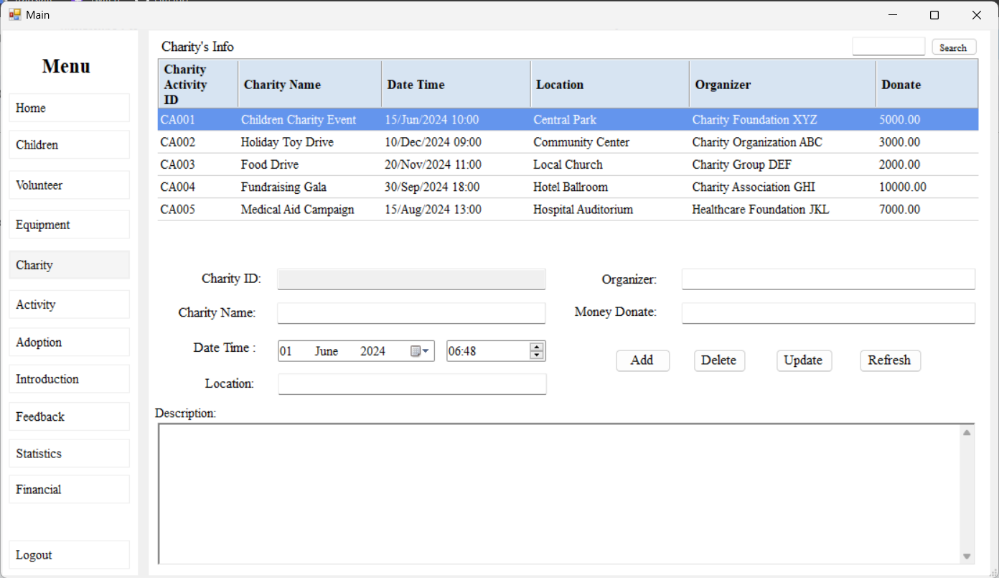 Main
Menu
Home
Children
Volunteer
Equipment
Charity
Activity
Adoption
Introduction
Feedback
Statistics
Financial
Logout
Charity's Info
Search
Charity Activity ID Charity Name Date Time Location Organizer Donate
CA001 Children Charity Event 15/Jun/2024 10:00 Central Park Charity Foundation XYZ 5000.00
CA002 Holiday Toy Drive 10/Dec/2024 09:00 Community Center Charity Organization ABC 3000.00
CA003 Food Drive 20/Nov/2024 11:00 Local Church Charity Group DEF 2000.00
CA004 Fundraising Gala 30/Sep/2024 18:00 Hotel Ballroom Charity Association GHI 10000.00
CA005 Medical Aid Campaign 15/Aug/2024 13:00 Hospital Auditorium Healthcare Foundation JKL 7000.00
Charity ID:
Organizer:
Charity Name:
Money Donate:
Date Time : 01 June 2024 06:48
Add Delete Update Refresh
Location:
Description: